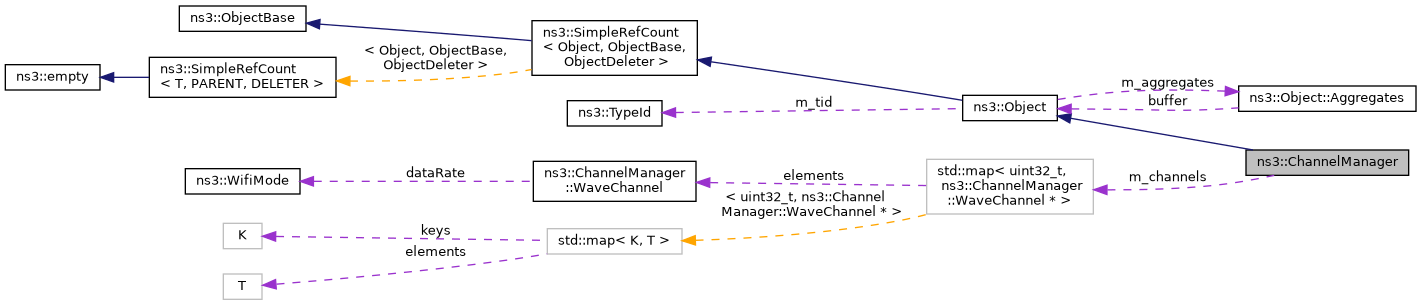 ns3::ObjectBase
ns3::SimpleRefCount
< Object, ObjectBase,
ObjectDeleter >
< Object, ObjectBase,
ObjectDeleter >
ns3::empty
ns3::SimpleRefCount
< T, PARENT, DELETER >
m_aggregates
buffer
ns3::Object::Aggregates
ns3::Object
m_tid
ns3::TypeId
ns3::ChannelManager
ns3::WifiMode
dataRate
ns3::ChannelManager
::WaveChannel
elements
std::map< uint32_t,
ns3::ChannelManager
::WaveChannel * >
m_channels
< uint32_t, ns3::Channel
Manager::WaveChannel * >
K
keys
std::map< K, T >
elements
T